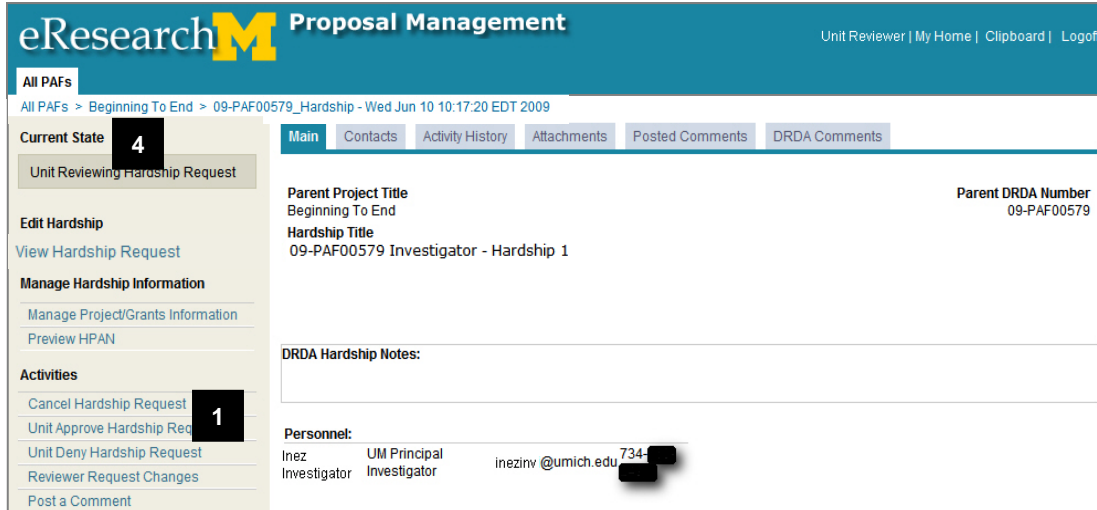 eResearch M Proposal Management
Unit Reviewer | My Home | Clipboard | Logoff
All PAFs
All PAFs > Beginning To End > 09-PAF00579_Hardship - Wed Jun 10 10:17:20 EDT 2009
Current State
4
Unit Reviewing Hardship Request
Edit Hardship
View Hardship Request
Manage Hardship Information
Manage Project/Grants Information
Preview HPAN
Activities
Cancel Hardship Request
1
Unit Approve Hardship Req
Unit Deny Hardship Request
Reviewer Request Changes
Post a Comment
Main Contacts Activity History Attachments Posted Comments DRDA Comments
Parent Project Title
Beginning To End
Parent DRDA Number
09-PAF00579
Hardship Title
09-PAF00579 Investigator - Hardship 1
DRDA Hardship Notes:
Personnel:
Inez Investigator
UM Principal Investigator
inezinv @umich.edu
734-